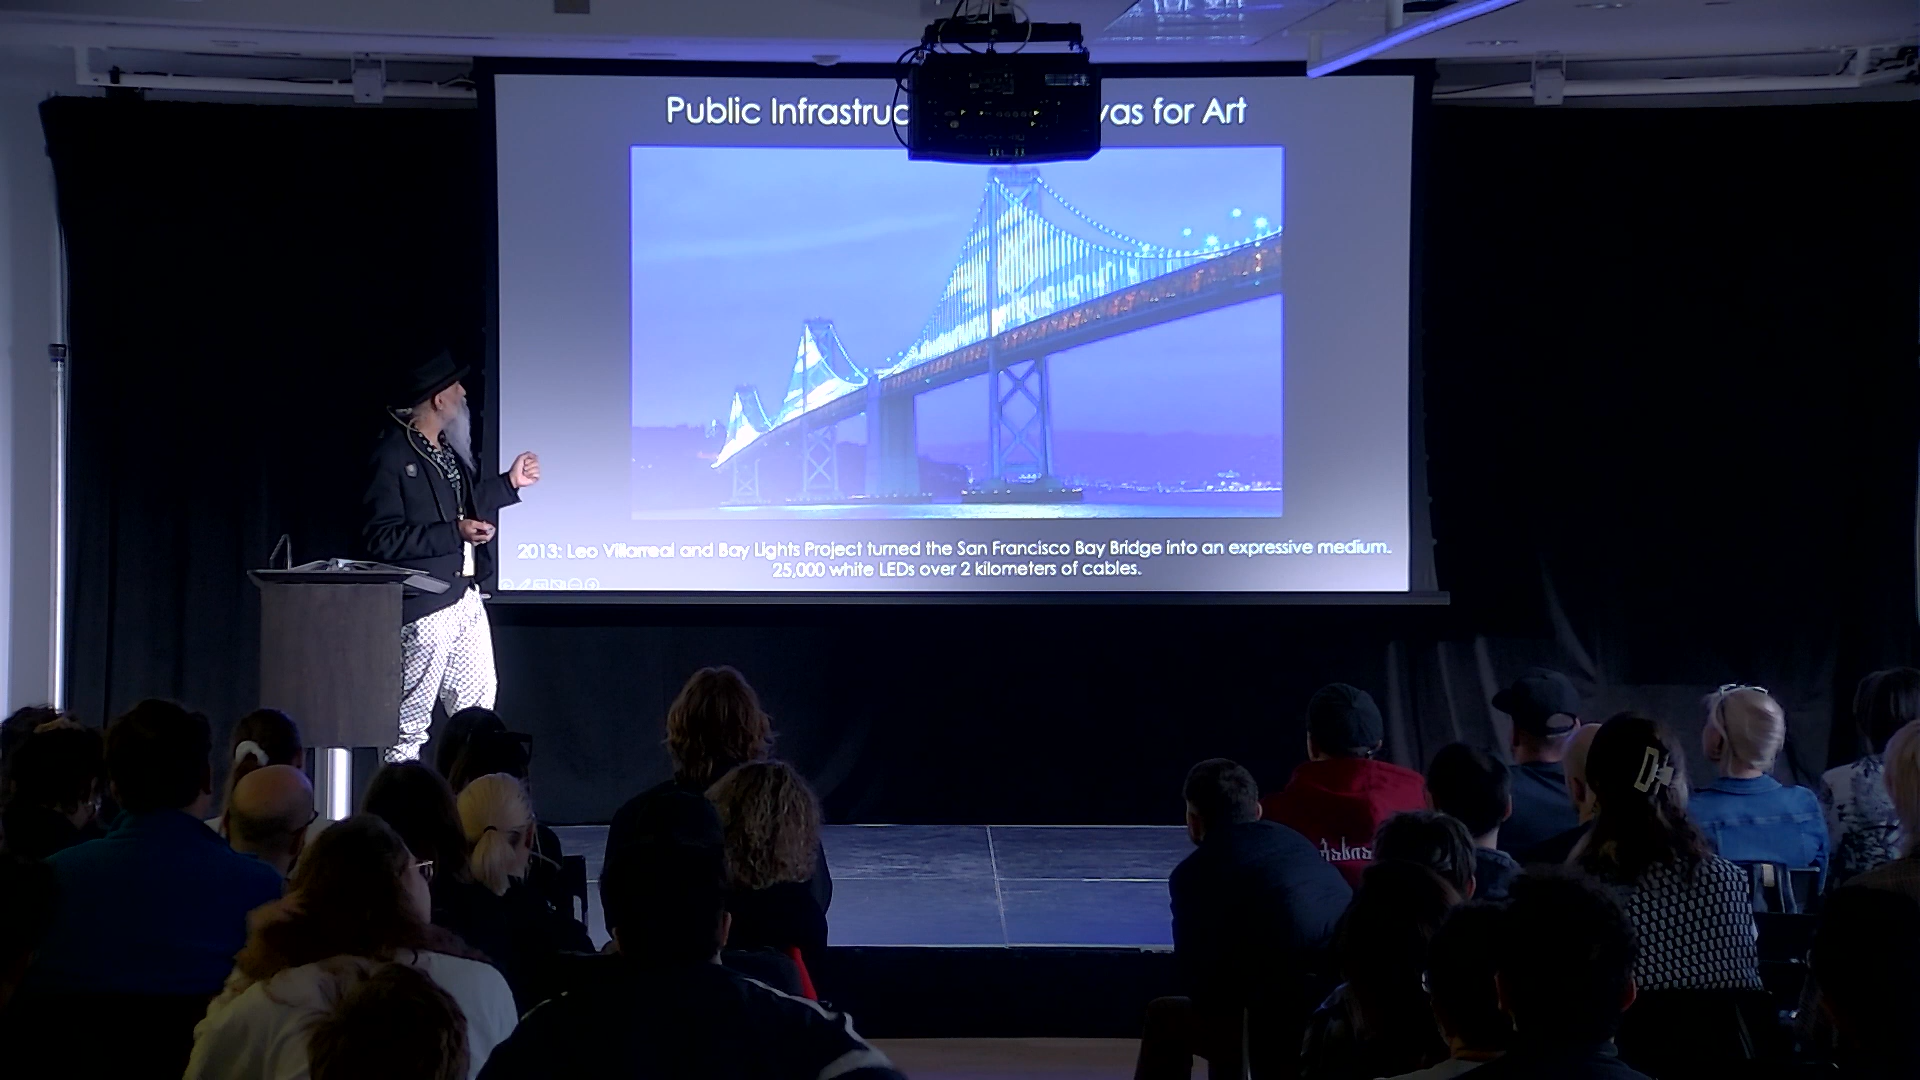 Public Infrastruc vas for Art
2013: Leo Villarreal and Bay Lights Project turned the San Francisco Bay Bridge into an expressive medium.
25,000 white LEDs over 2 kilometers of cables.